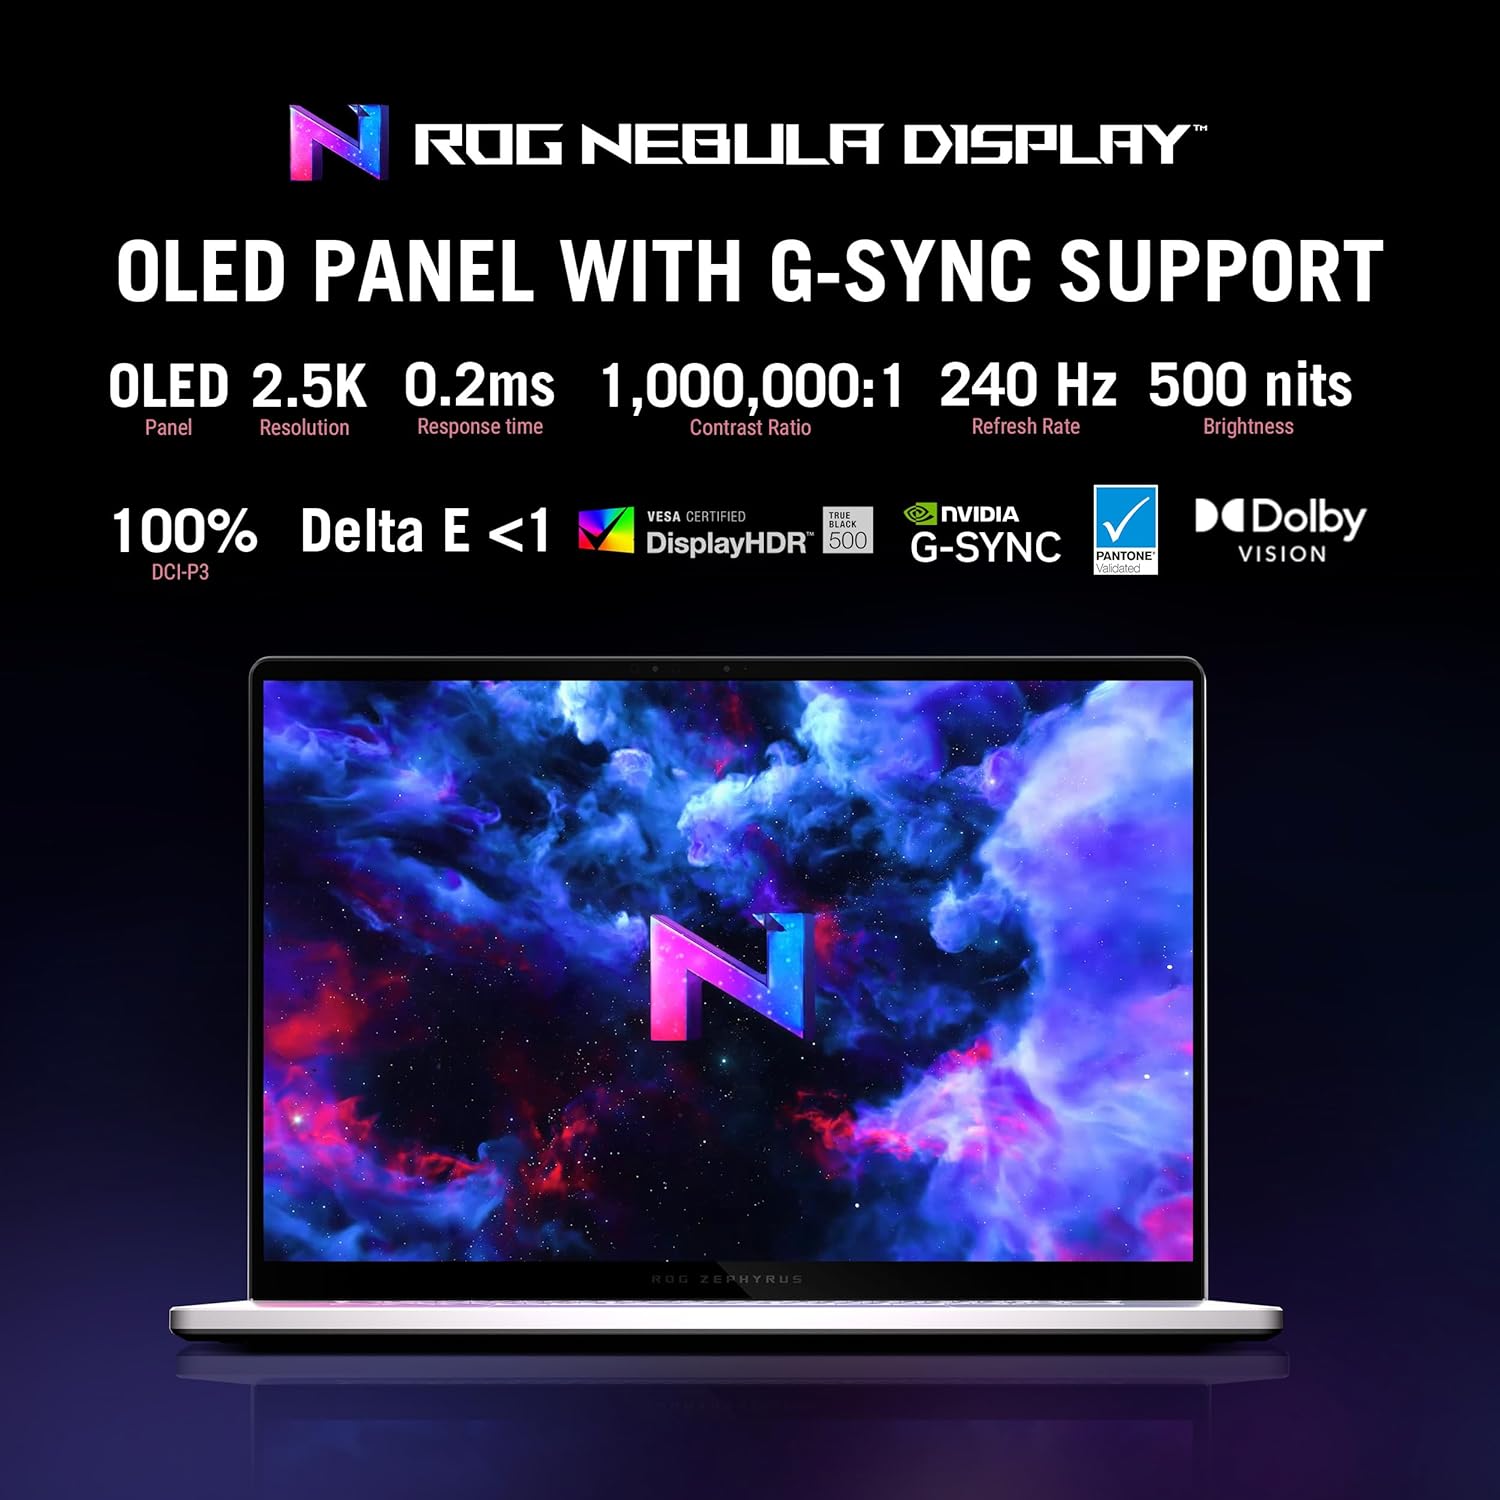 ROG NEBULA DISPLAY™
OLED PANEL WITH G-SYNC SUPPORT
OLED 2.5K 0.2ms 1,000,000:1 240 Hz 500 nits
Panel Resolution Response time Contrast Ratio Refresh Rate Brightness
100% Delta E <1
DCI-P3
VESA CERTIFIED
DisplayHDR™
TRUE
BLACK
500
NVIDIA
G-SYNC
PANTONE®
Validated
Dolby
VISION
ROG ZEPHYRUS